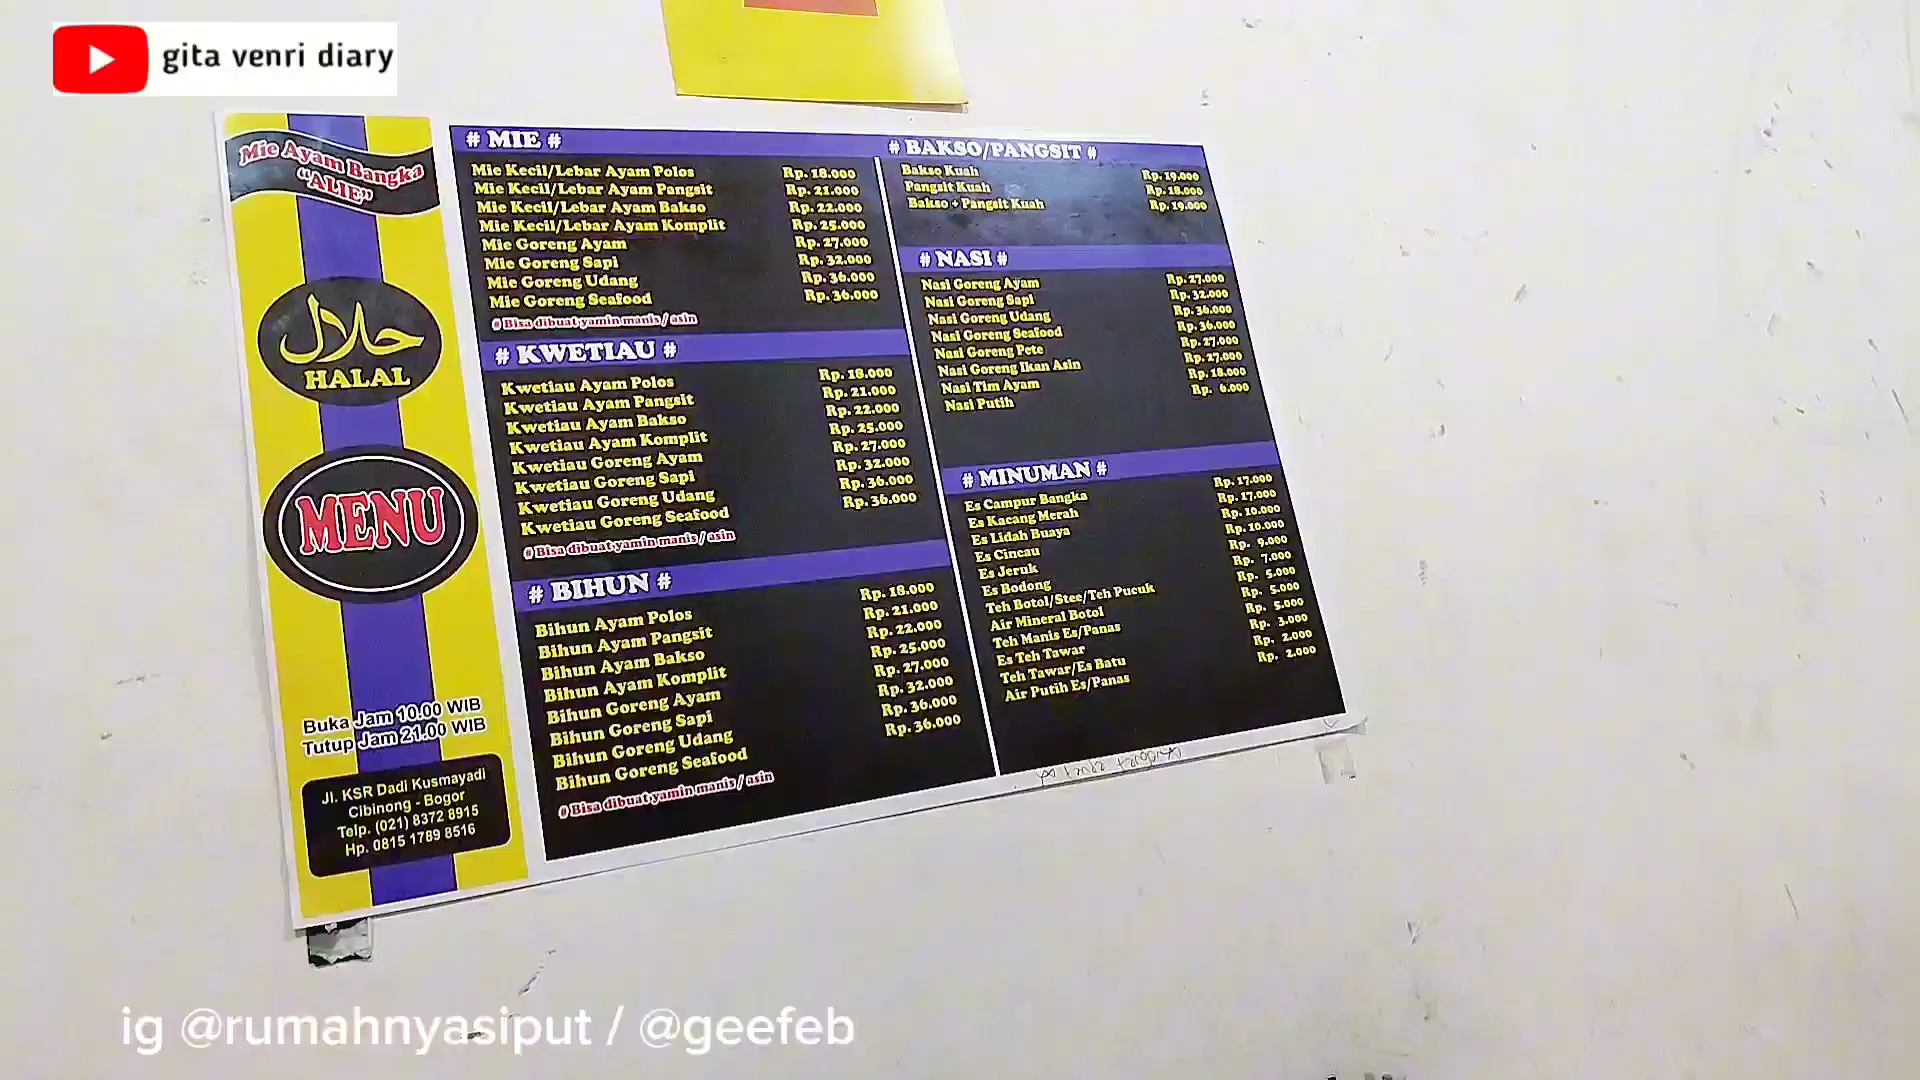 gita venri diary
Mie Ayam Bangka
"ALIE"
حلال
HALAL
MENU
Buka Jam 10.00 WIB
Tutup Jam 21.00 WIB
Jl. KSR Dadi Kusmayadi
Cibinong - Bogor
Telp. (021) 8372 8915
Hp. 0815 1789 8516
# MIE #
Mie Kecil/Lebar Ayam Polos Rp. 18.000
Mie Kecil/Lebar Ayam Pangsit Rp. 21.000
Mie Kecil/Lebar Ayam Bakso Rp. 22.000
Mie Kecil/Lebar Ayam Komplit Rp. 25.000
Mie Goreng Ayam Rp. 27.000
Mie Goreng Sapi Rp. 32.000
Mie Goreng Udang Rp. 36.000
Mie Goreng Seafood Rp. 36.000
# Bisa dibuat yamin manis / asin
# KWETIAU #
Kwetiau Ayam Polos Rp. 18.000
Kwetiau Ayam Pangsit Rp. 21.000
Kwetiau Ayam Bakso Rp. 22.000
Kwetiau Ayam Komplit Rp. 25.000
Kwetiau Goreng Ayam Rp. 27.000
Kwetiau Goreng Sapi Rp. 32.000
Kwetiau Goreng Udang Rp. 36.000
Kwetiau Goreng Seafood Rp. 36.000
# Bisa dibuat yamin manis / asin
# BIHUN #
Bihun Ayam Polos Rp. 18.000
Bihun Ayam Pangsit Rp. 21.000
Bihun Ayam Bakso Rp. 22.000
Bihun Ayam Komplit Rp. 25.000
Bihun Goreng Ayam Rp. 27.000
Bihun Goreng Sapi Rp. 32.000
Bihun Goreng Udang Rp. 36.000
Bihun Goreng Seafood Rp. 36.000
# Bisa dibuat yamin manis / asin
# BAKSO/PANGSIT #
Bakso Kuah Rp. 19.000
Pangsit Kuah Rp. 18.000
Bakso + Pangsit Kuah Rp. 19.000
# NASI #
Nasi Goreng Ayam Rp. 27.000
Nasi Goreng Sapi Rp. 32.000
Nasi Goreng Udang Rp. 36.000
Nasi Goreng Seafood Rp. 36.000
Nasi Goreng Pete Rp. 27.000
Nasi Goreng Ikan Asin Rp. 27.000
Nasi Tim Ayam Rp. 18.000
Nasi Putih Rp. 6.000
# MINUMAN #
Es Campur Bangka Rp. 17.000
Es Kacang Merah Rp. 17.000
Es Lidah Buaya Rp. 10.000
Es Cincau Rp. 10.000
Es Jeruk Rp. 9.000
Es Bodong Rp. 7.000
Teh Botol/Stee/Teh Pucuk Rp. 5.000
Air Mineral Botol Rp. 5.000
Teh Manis Es/Panas Rp. 5.000
Es Teh Tawar Rp. 3.000
Teh Tawar/Es Batu Rp. 2.000
Air Putih Es/Panas Rp. 2.000
ig @rumahnyasiput / @geefeb